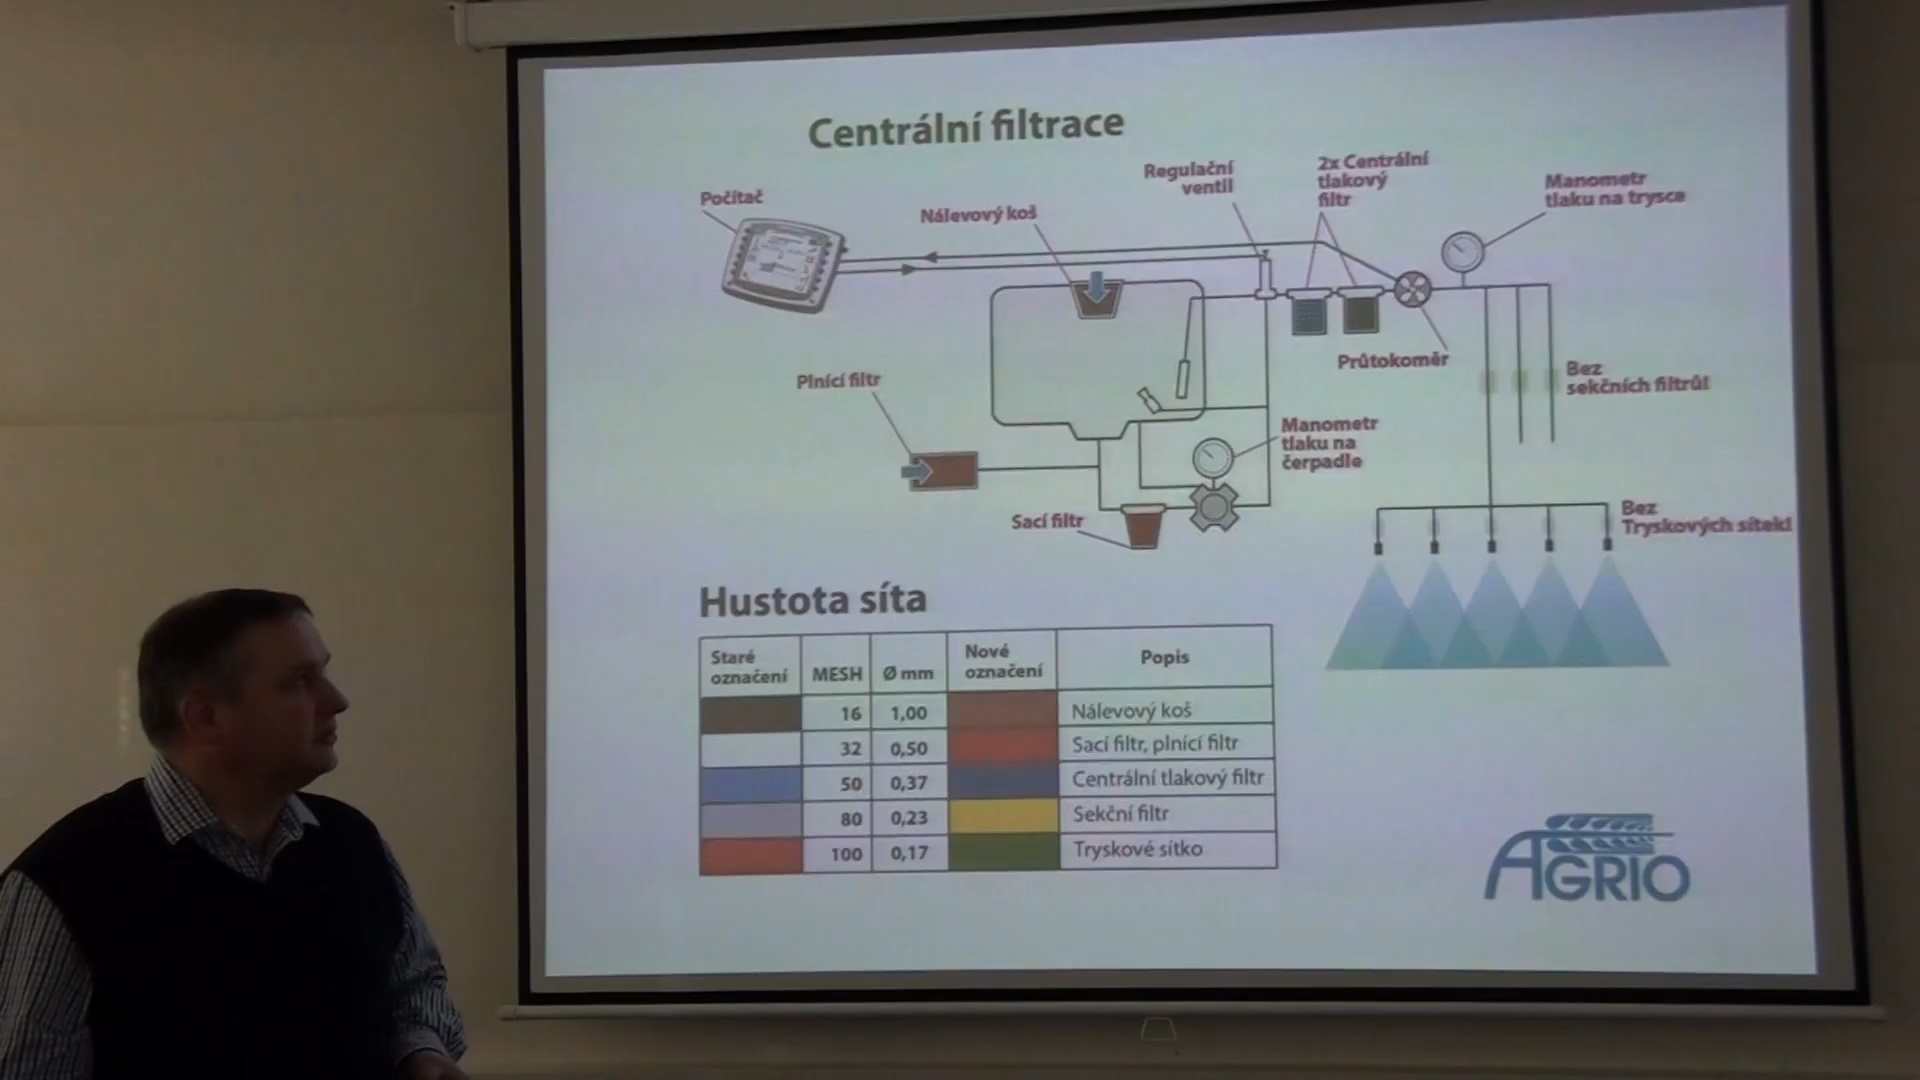 Centrální filtrace
Počítač
Nálevový koš
Regulační
ventil
2x Centrální
tlakový
filtr
Manometr
tlaku na trysce
Plnící filtr
Průtokoměr
Bez
sekčních filtrů!
Manometr
tlaku na
čerpadle
Sací filtr
Bez
Tryskových sítek!
Hustota síta
Staré
označení
MESH
Ø mm
Nové
označení
Popis
16 1,00 Nálevový koš
32 0,50 Sací filtr, plnící filtr
50 0,37 Centrální tlakový filtr
80 0,23 Sekční filtr
100 0,17 Tryskové sítko
AGRIO